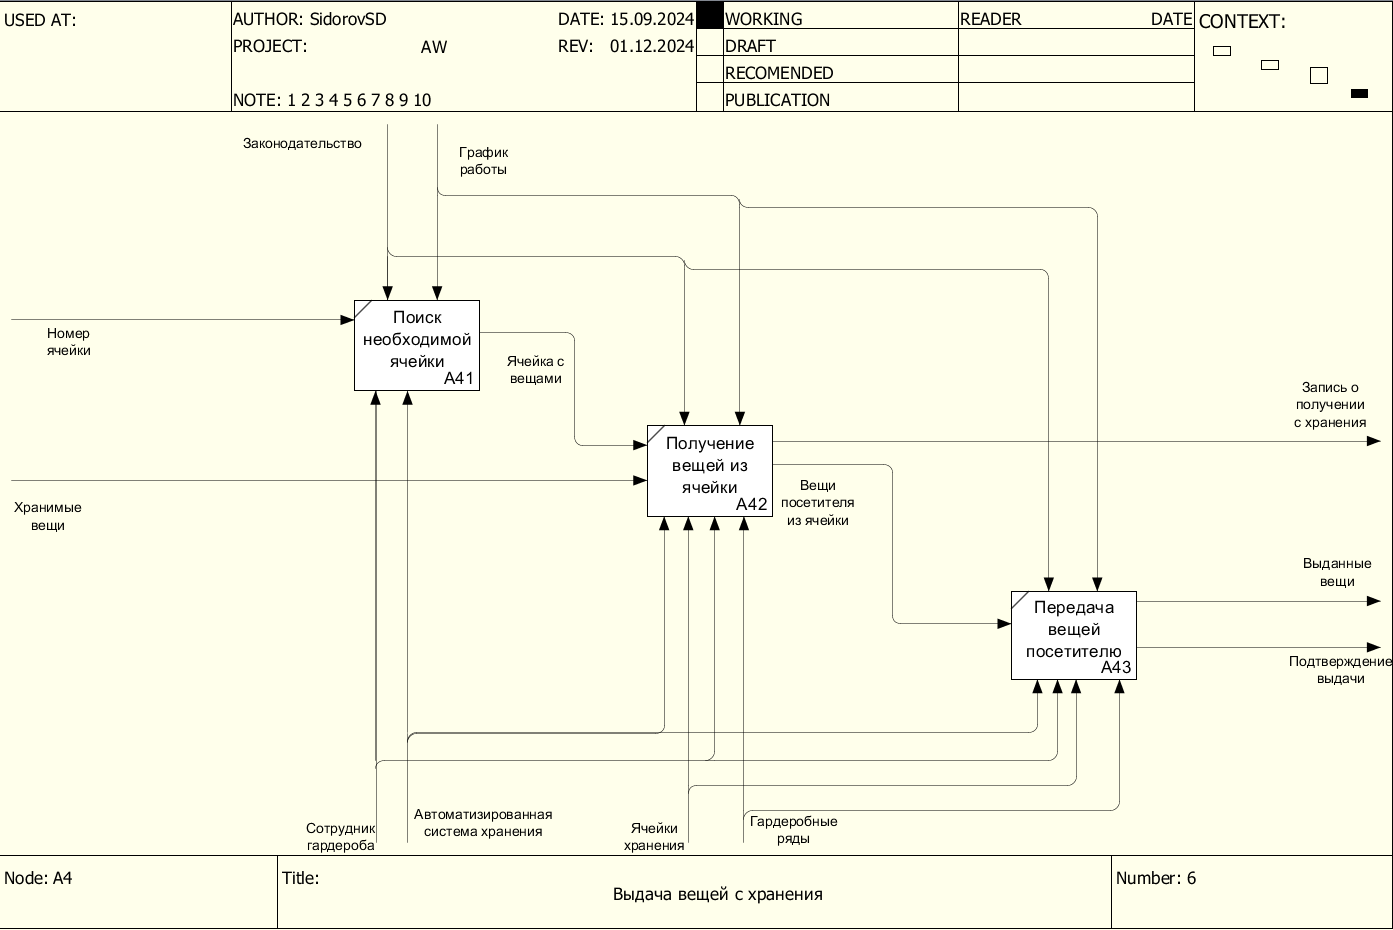 USED AT:
AUTHOR: SidorovSD
DATE: 15.09.2024
PROJECT: AW
REV: 01.12.2024
NOTE: 1 2 3 4 5 6 7 8 9 10
WORKING
DRAFT
RECOMENDED
PUBLICATION
READER
DATE
CONTEXT:
Законодательство
График
работы
Номер
ячейки
Поиск
необходимой
ячейки
A41
Ячейка с
вещами
Запись о
получении
с хранения
Получение
вещей из
ячейки
A42
Хранимые
вещи
Вещи
посетителя
из ячейки
Выданные
вещи
Передача
вещей
посетителю
A43
Подтверждение
выдачи
Сотрудник
гардероба
Автоматизированная
система хранения
Ячейки
хранения
Гардеробные
ряды
Node: A4
Title:
Выдача вещей с хранения
Number: 6